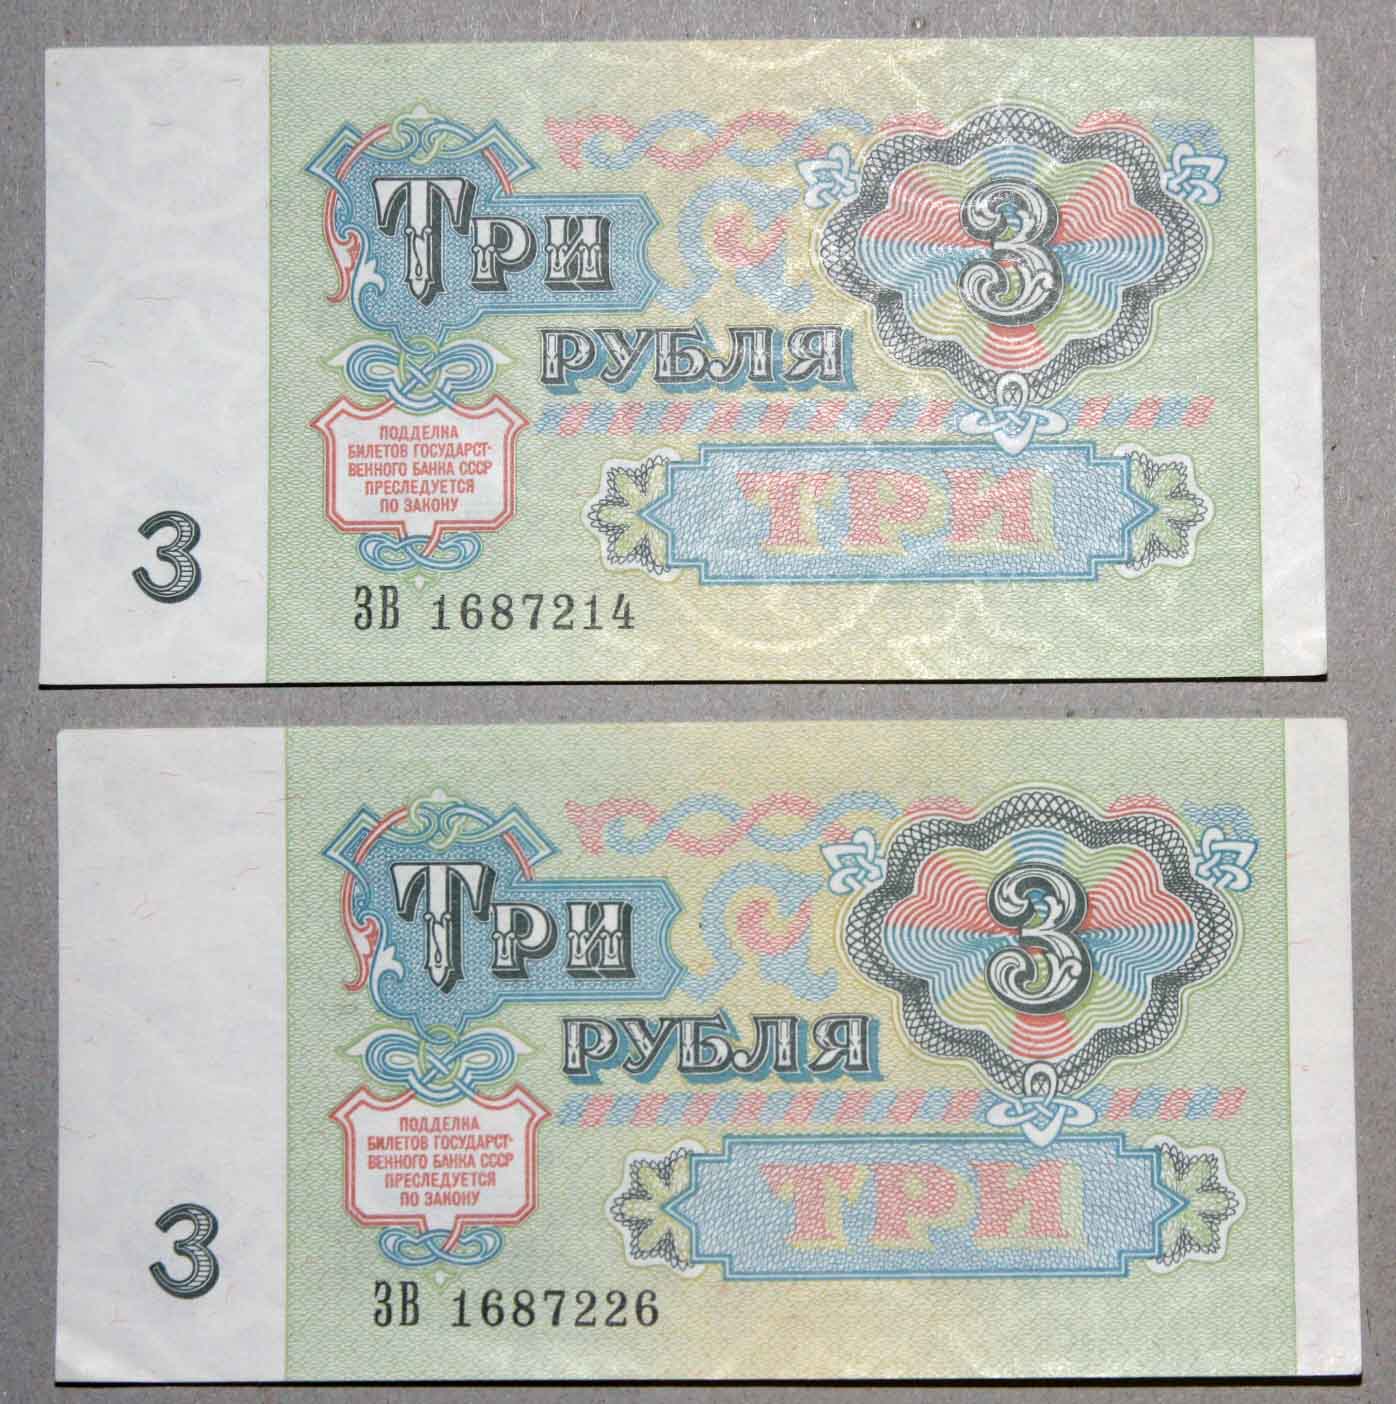 ТРИ
3
РУБЛЯ
ПОДДЕЛКА
БИЛЕТОВ ГОСУДАРСТ-
ВЕННОГО БАНКА СССР
ПРЕСЛЕДУЕТСЯ
ПО ЗАКОНУ
ТРИ
3
ЗВ 1687214
ТРИ
3
РУБЛЯ
ПОДДЕЛКА
БИЛЕТОВ ГОСУДАРСТ-
ВЕННОГО БАНКА СССР
ПРЕСЛЕДУЕТСЯ
ПО ЗАКОНУ
ТРИ
3
ЗВ 1687226